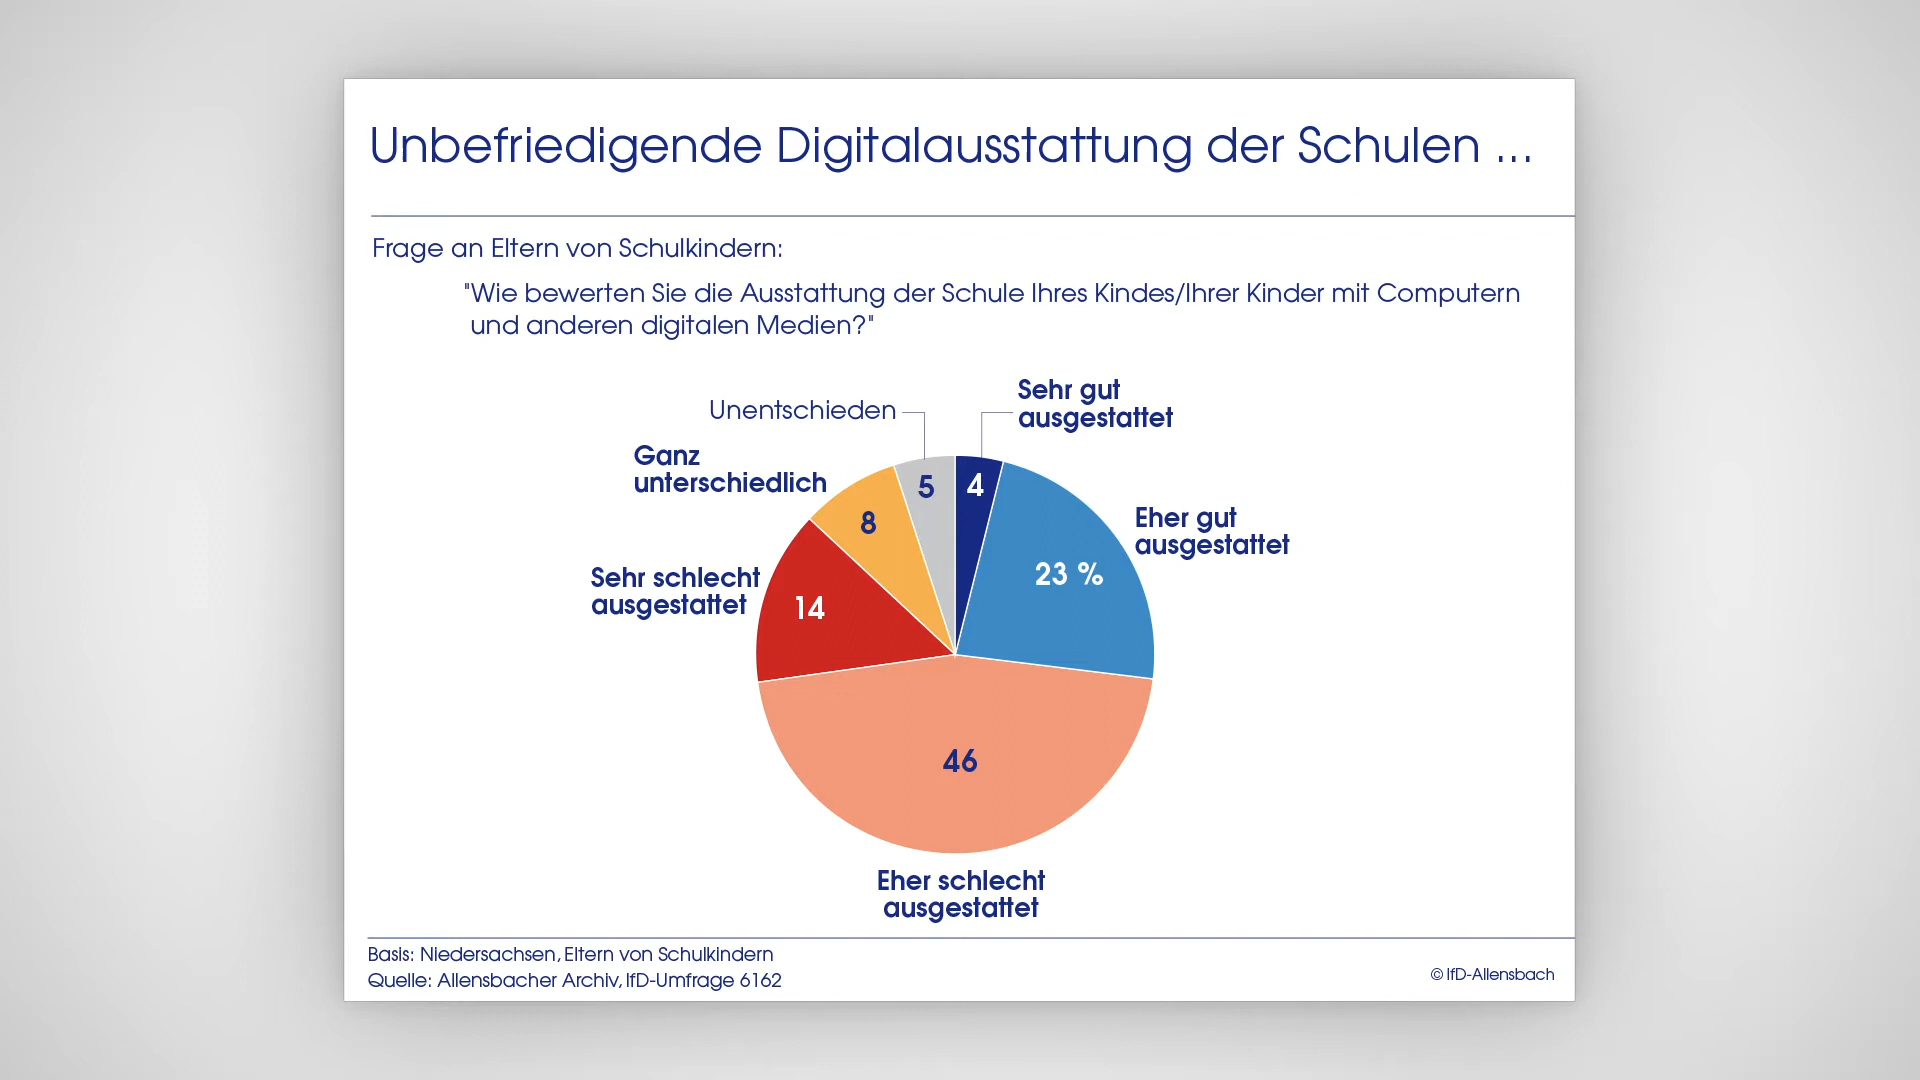 Unbefriedigende Digitalausstattung der Schulen ...
Frage an Eltern von Schulkindern:
"Wie bewerten Sie die Ausstattung der Schule Ihres Kindes/Ihrer Kinder mit Computern
und anderen digitalen Medien?"
Sehr gut
ausgestattet
Unentschieden
Ganz
unterschiedlich
5
4
8
Eher gut
ausgestattet
23 %
Sehr schlecht
ausgestattet
14
46
Eher schlecht
ausgestattet
Basis: Niedersachsen, Eltern von Schulkindern
Quelle: Allensbacher Archiv, IfD-Umfrage 6162
© IfD-Allensbach